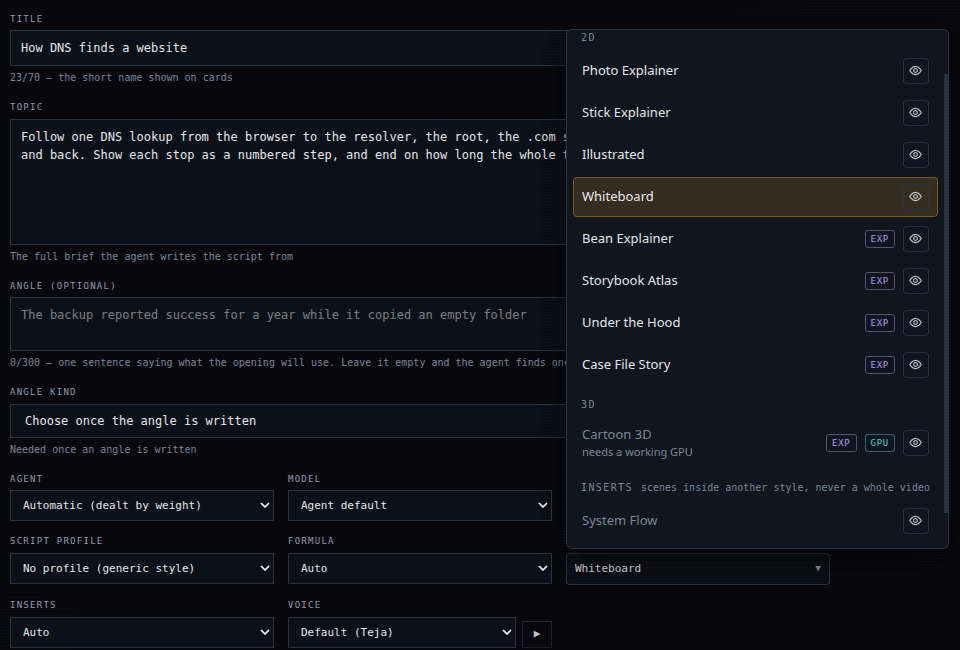 TITLE
How DNS finds a website
23/70 — the short name shown on cards
TOPIC
Follow one DNS lookup from the browser to the resolver, the root, the .com
and back. Show each stop as a numbered step, and end on how long the whole
The full brief the agent writes the script from
ANGLE (OPTIONAL)
The backup reported success for a year while it copied an empty folder
0/300 — one sentence saying what the opening will use. Leave it empty and the agent finds one
ANGLE KIND
Choose once the angle is written
Needed once an angle is written
AGENT
Automatic (dealt by weight)
MODEL
Agent default
SCRIPT PROFILE
No profile (generic style)
FORMULA
Auto
Whiteboard
INSERTS
Auto
VOICE
Default (Teja)
2D
Photo Explainer
Stick Explainer
Illustrated
Whiteboard
Bean Explainer EXP
Storybook Atlas EXP
Under the Hood EXP
Case File Story EXP
3D
Cartoon 3D EXP GPU
needs a working GPU
INSERTS scenes inside another style, never a whole video
System Flow